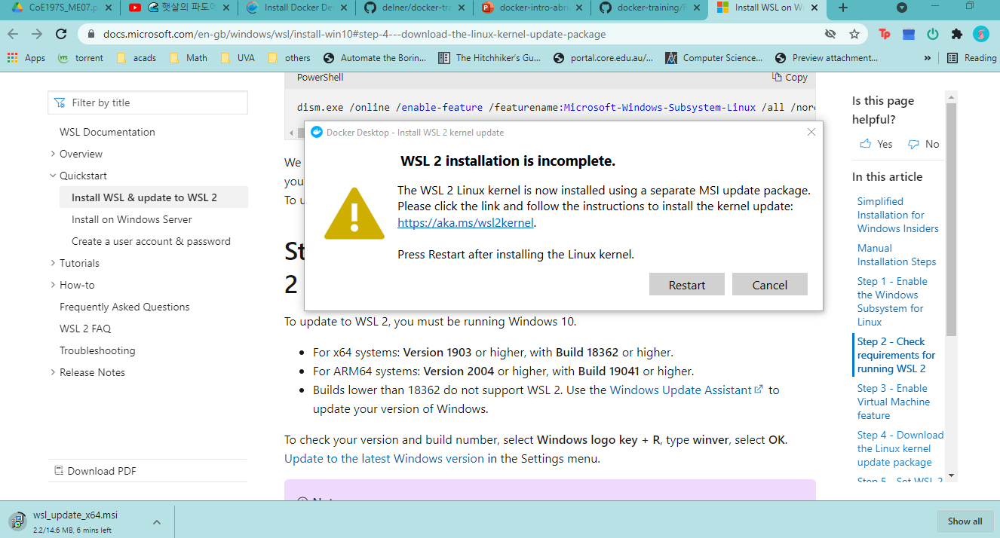 CoE197S_ME07.p
햇살의 파도
Install Docker De
delner/docker-tra
docker-intro-abri
docker-training/
Install WSL on W
docs.microsoft.com/en-gb/windows/wsl/install-win10#step-4---download-the-linux-kernel-update-package
Apps
torrent
acads
Math
UVA
others
Automate the Borin...
The Hitchhiker's Gu...
portal.core.edu.au/...
Computer Science...
Preview attachment...
»
Reading
PowerShell
Copy
dism.exe /online /enable-feature /featurename:Microsoft-Windows-Subsystem-Linux /all /nore
Filter by title
WSL Documentation
Overview
Quickstart
Install WSL & update to WSL 2
Install on Windows Server
Create a user account & password
Tutorials
How-to
Frequently Asked Questions
WSL 2 FAQ
Troubleshooting
Release Notes
Download PDF
We
you
To u
St
2
Docker Desktop - Install WSL 2 kernel update
WSL 2 installation is incomplete.
The WSL 2 Linux kernel is now installed using a separate MSI update package.
Please click the link and follow the instructions to install the kernel update:
https://aka.ms/wsl2kernel.
Press Restart after installing the Linux kernel.
Restart
Cancel
To update to WSL 2, you must be running Windows 10.
• For x64 systems: Version 1903 or higher, with Build 18362 or higher.
• For ARM64 systems: Version 2004 or higher, with Build 19041 or higher.
• Builds lower than 18362 do not support WSL 2. Use the Windows Update Assistant to
update your version of Windows.
To check your version and build number, select Windows logo key + R, type winver, select OK.
Update to the latest Windows version in the Settings menu.
Is this page
helpful?
Yes
No
In this article
Simplified
Installation for
Windows Insiders
Manual
Installation Steps
Step 1 - Enable
the Windows
Subsystem for
Linux
Step 2 - Check
requirements for
running WSL 2
Step 3 - Enable
Virtual Machine
feature
Step 4 - Download
the Linux kernel
update package
Step 5 - Set WSL 2
wsl_update_x64.msi
2.2/14.6 MB, 6 mins left
Show all